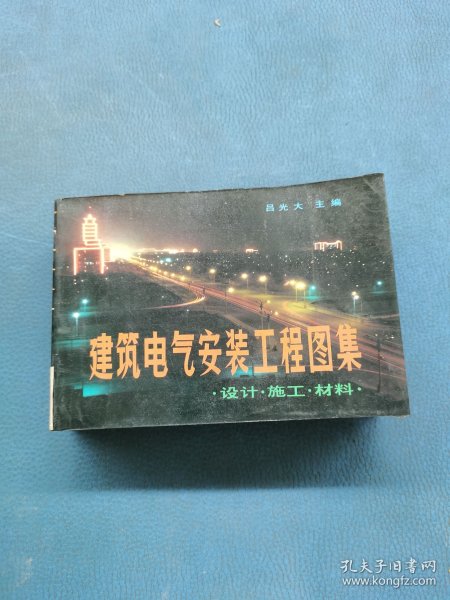 吕光大 主编
建筑电气安装工程图集
·设计·施工·材料·
孔夫子旧书网
www.kongfz.com